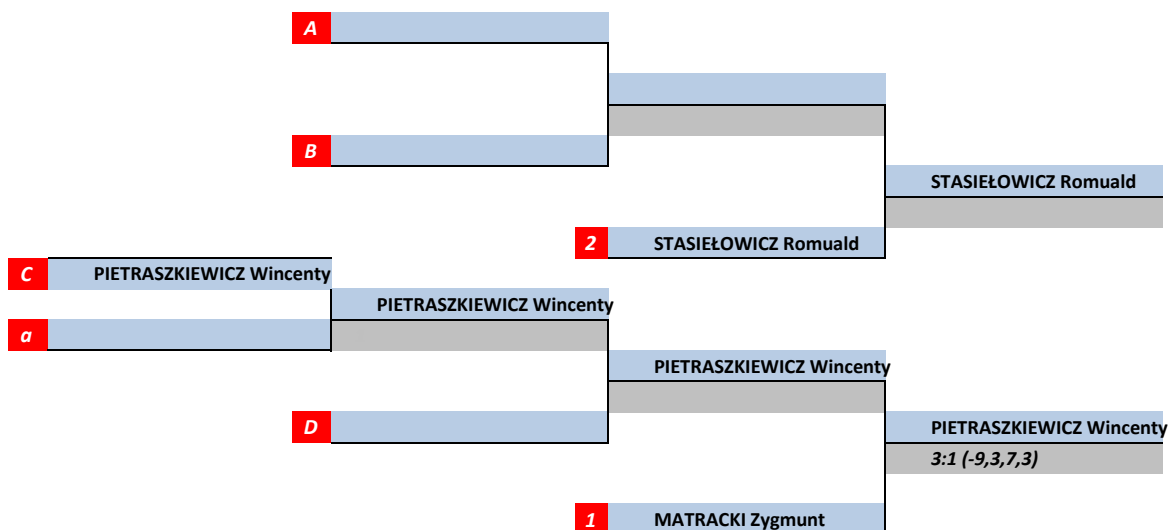 A
B
STASIEŁOWICZ Romuald
2 STASIEŁOWICZ Romuald
C PIETRASZKIEWICZ Wincenty
PIETRASZKIEWICZ Wincenty
a
PIETRASZKIEWICZ Wincenty
D
PIETRASZKIEWICZ Wincenty
3:1 (-9,3,7,3)
1 MATRACKI Zygmunt